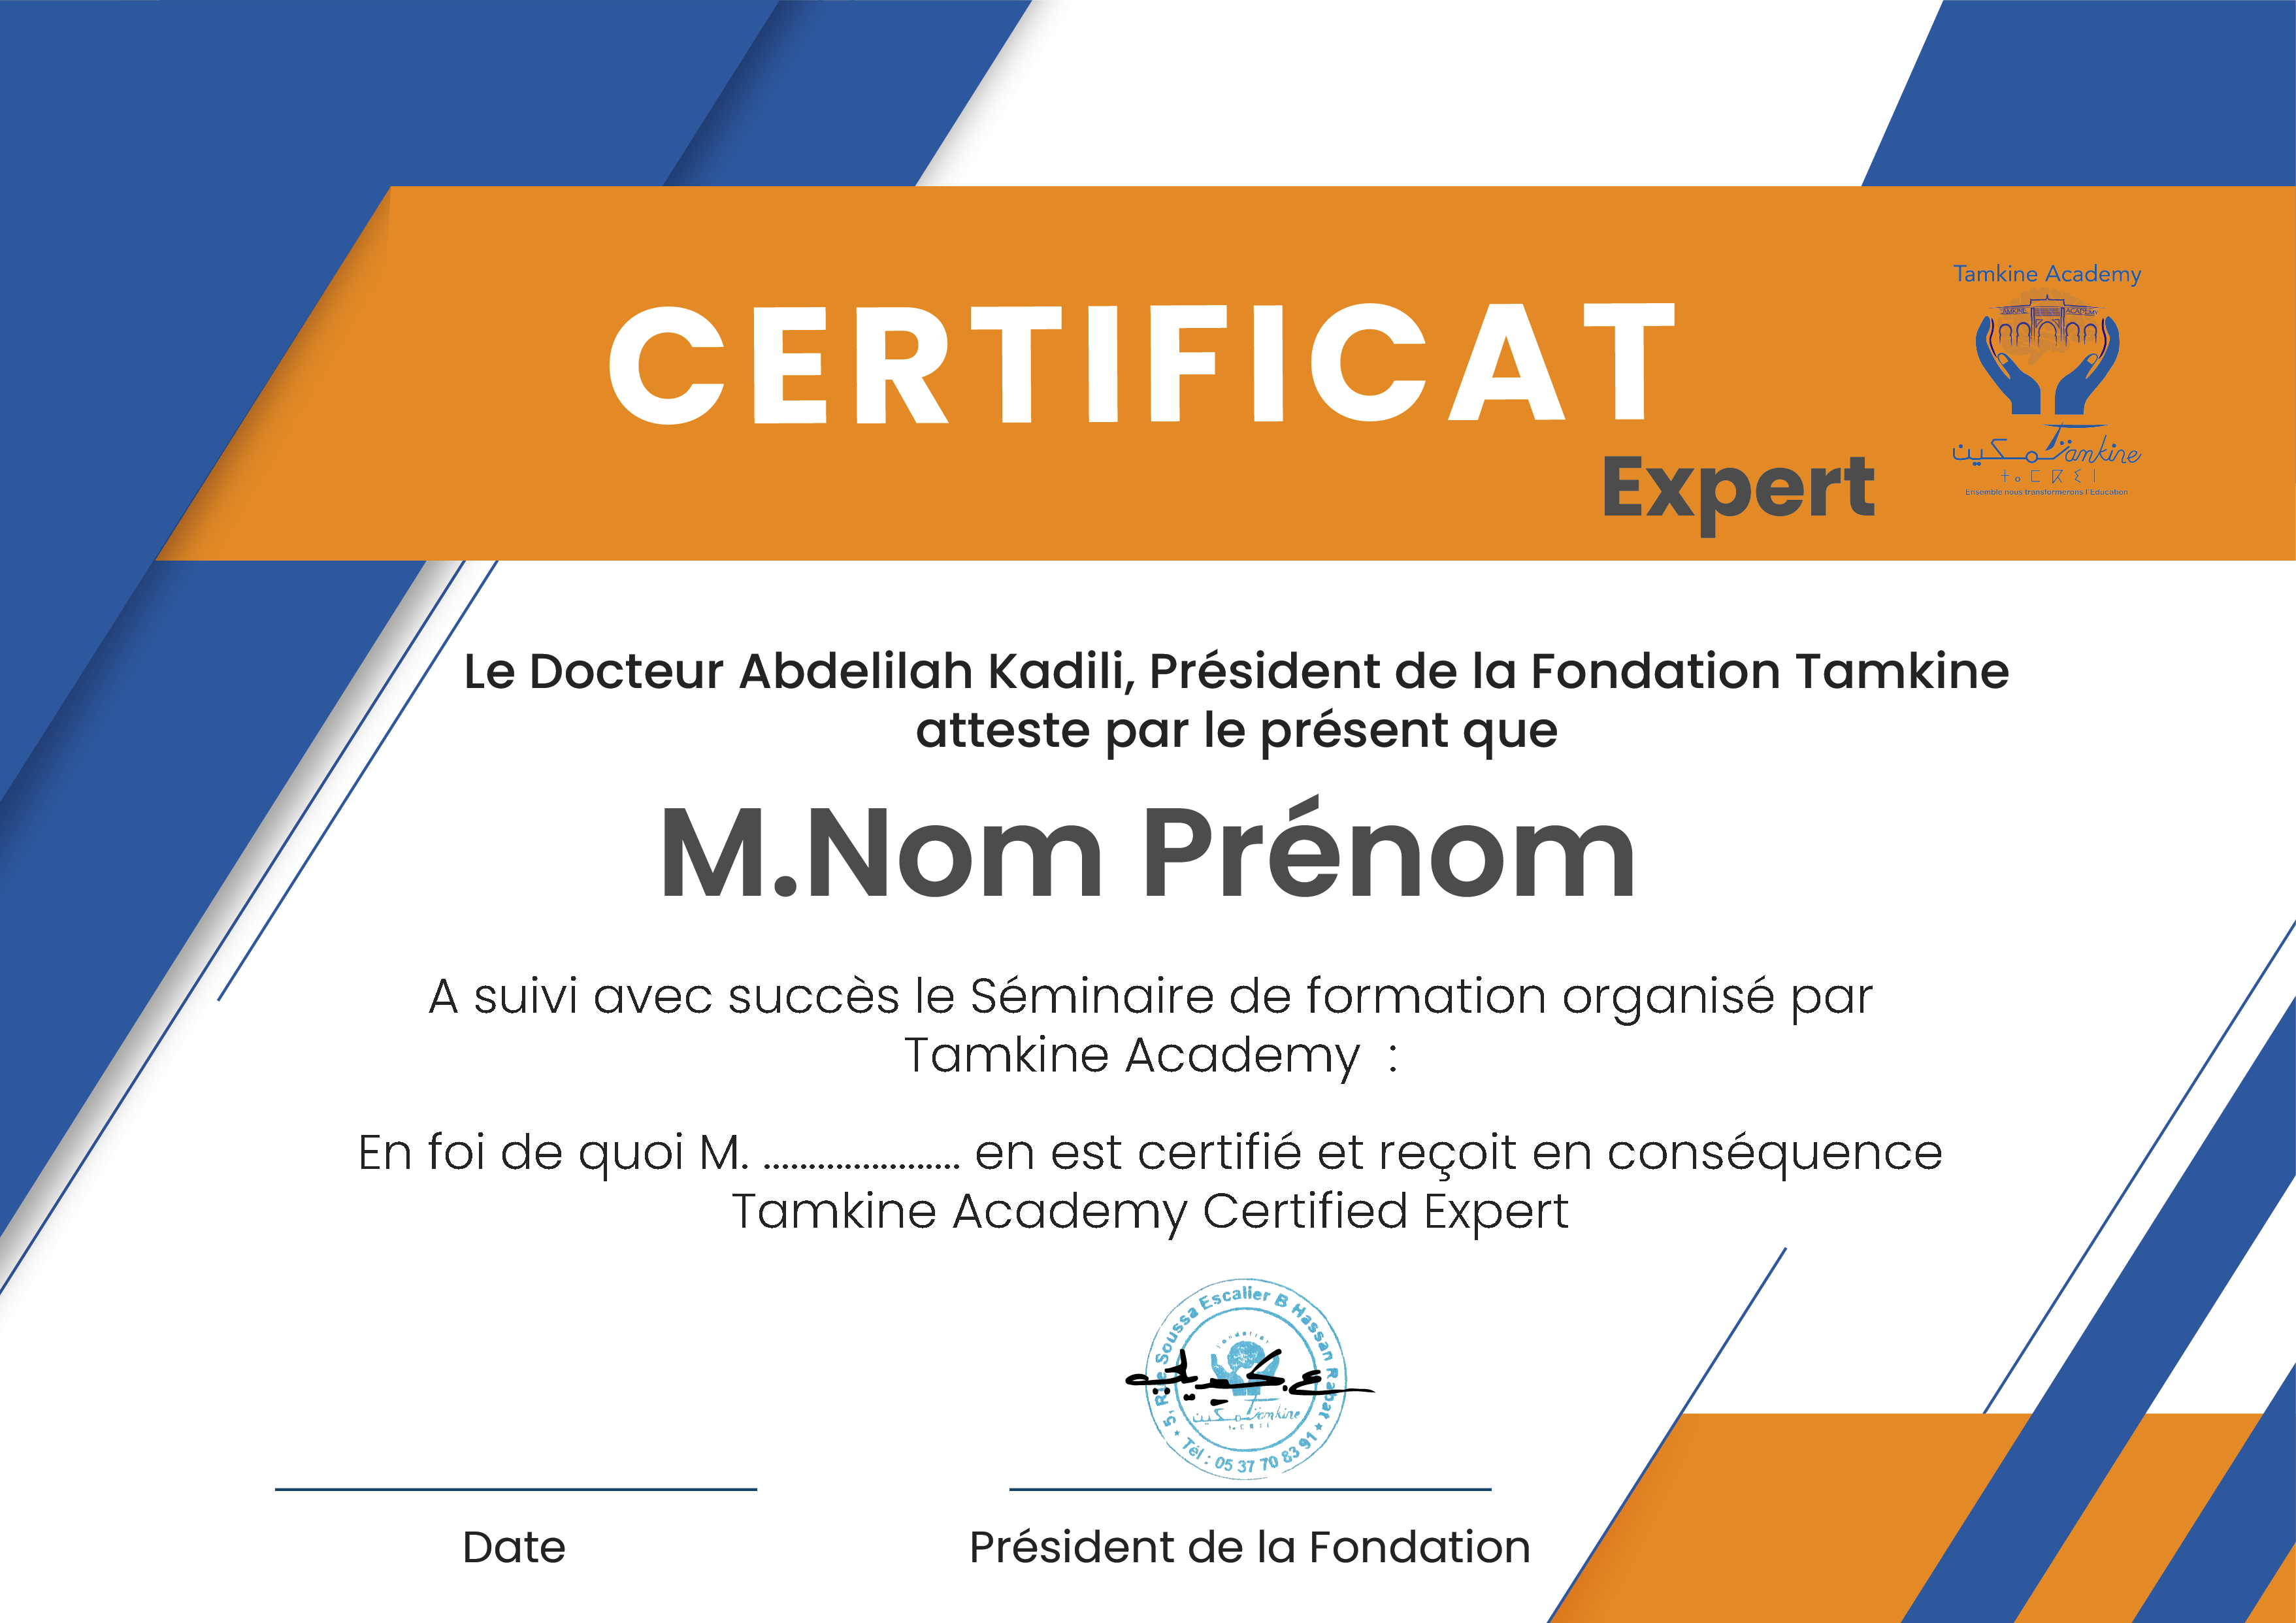 CERTIFICAT
Expert
Tamkine Academy
TAMKINE ACADEMY
تمكين Tamkine
ⵜⴰⵎⴽⵉⵏ
Ensemble nous transformerons l'Education
Le Docteur Abdelilah Kadili, Président de la Fondation Tamkine
atteste par le présent que
M.Nom Prénom
A suivi avec succès le Séminaire de formation organisé par
Tamkine Academy :
En foi de quoi M. ...................... en est certifié et reçoit en conséquence
Tamkine Academy Certified Expert
5, Rue Soussa Escalier B Hassan Rabat * Tél : 05 37 70 83 91 *
Fondation
تمكين Tamkine
Date
Président de la Fondation